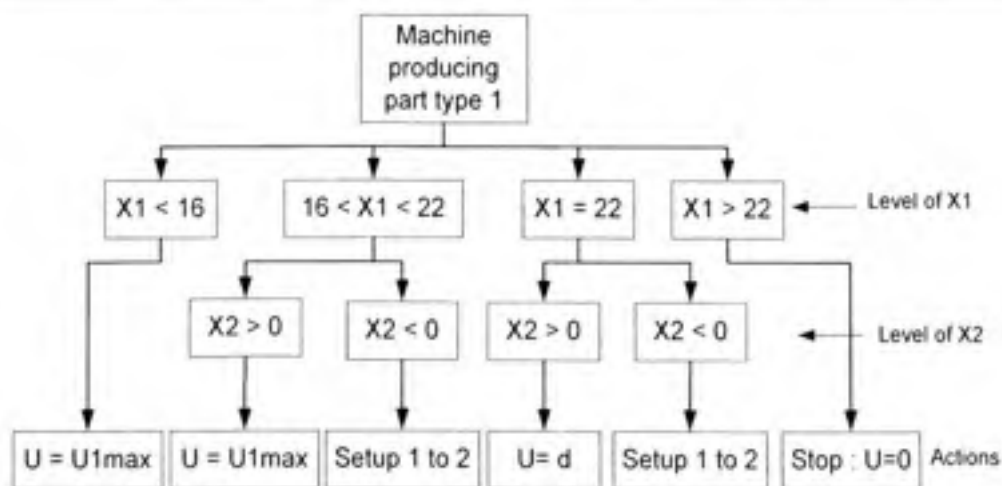 Machine
producing
part type 1
X1 < 16
16 < X1 < 22
X1 = 22
X1 > 22
Level of X1
X2 > 0
X2 < 0
X2 > 0
X2 < 0
Level of X2
U = U1max
U = U1max
Setup 1 to 2
U= d
Setup 1 to 2
Stop : U=0
Actions